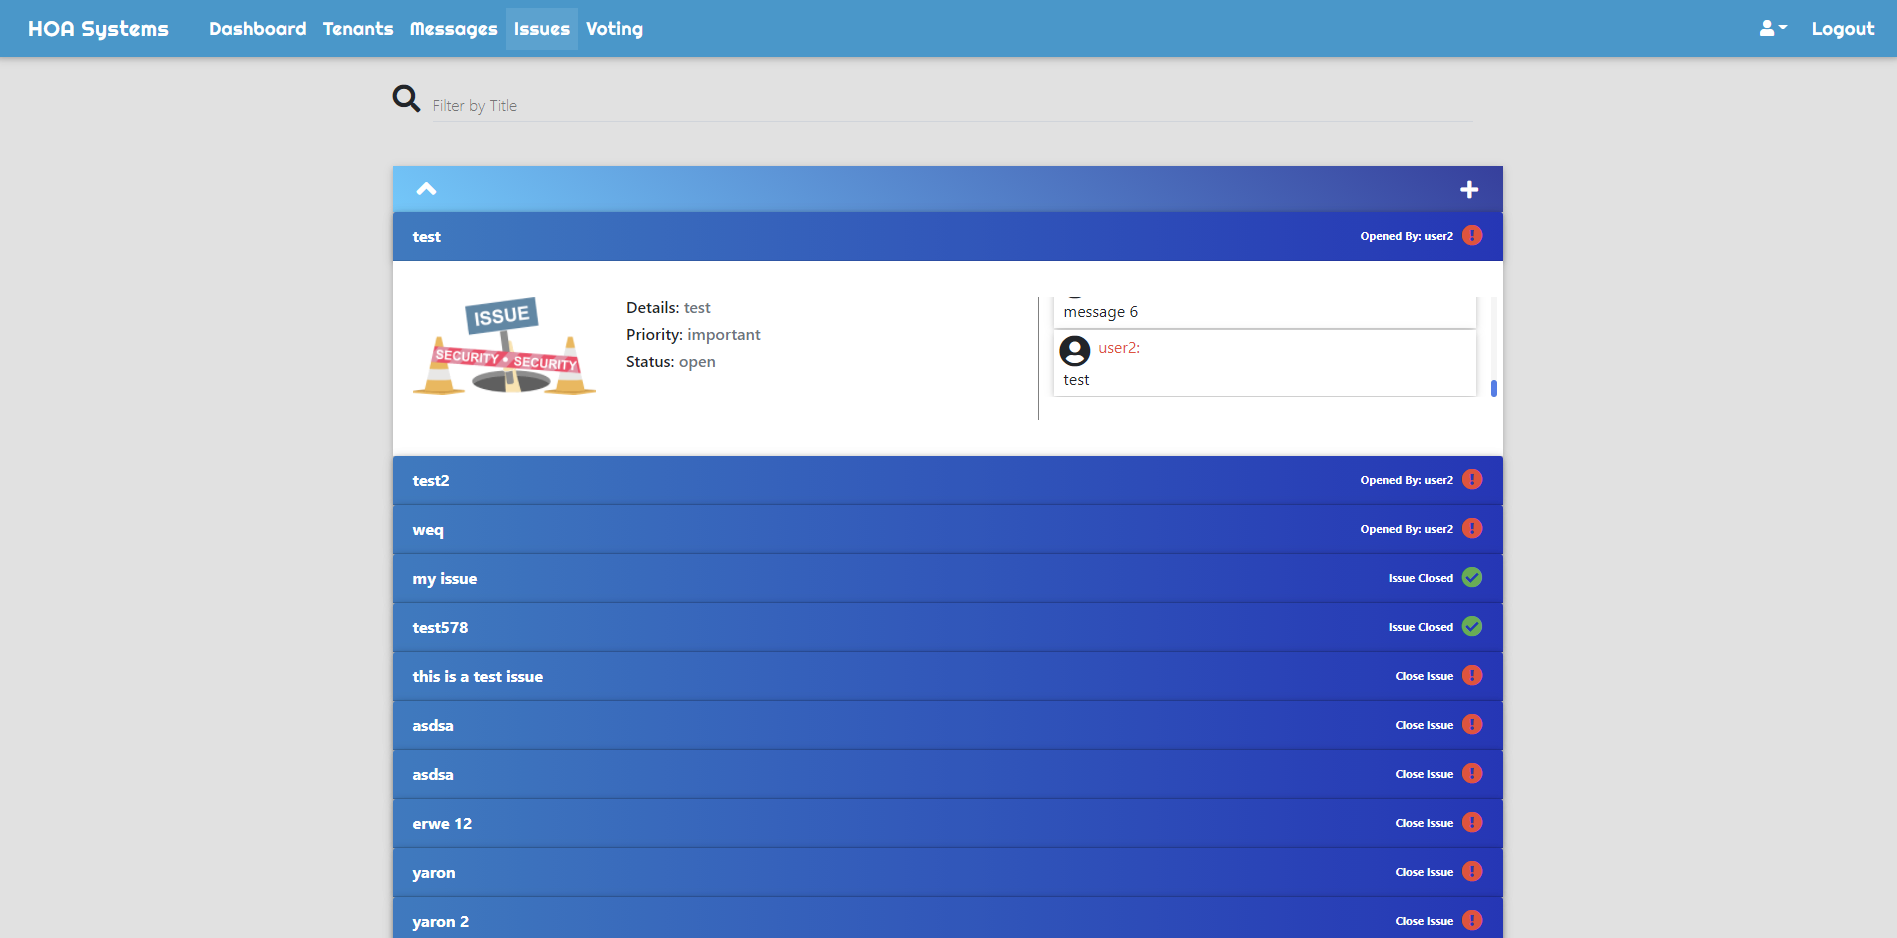 HOA Systems Dashboard Tenants Messages Issues Voting Logout
Filter by Title
test Opened By: user2
ISSUE
SECURITY • SECURITY
Details: test
Priority: important
Status: open
message 6
user2:
test
test2 Opened By: user2
weq Opened By: user2
my issue Issue Closed
test578 Issue Closed
this is a test issue Close Issue
asdsa Close Issue
asdsa Close Issue
erwe 12 Close Issue
yaron Close Issue
yaron 2 Close Issue